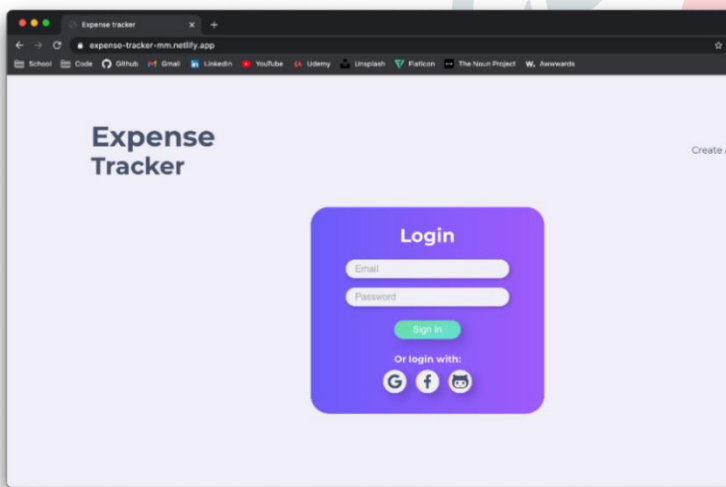 Expense tracker
expense-tracker-mm.netlify.app
School Code Github Gmail LinkedIn YouTube Udemy Unsplash Flaticon The Noun Project W. Awwwards
Expense
Tracker
Create
Login
Email
Password
Sign In
Or login with: